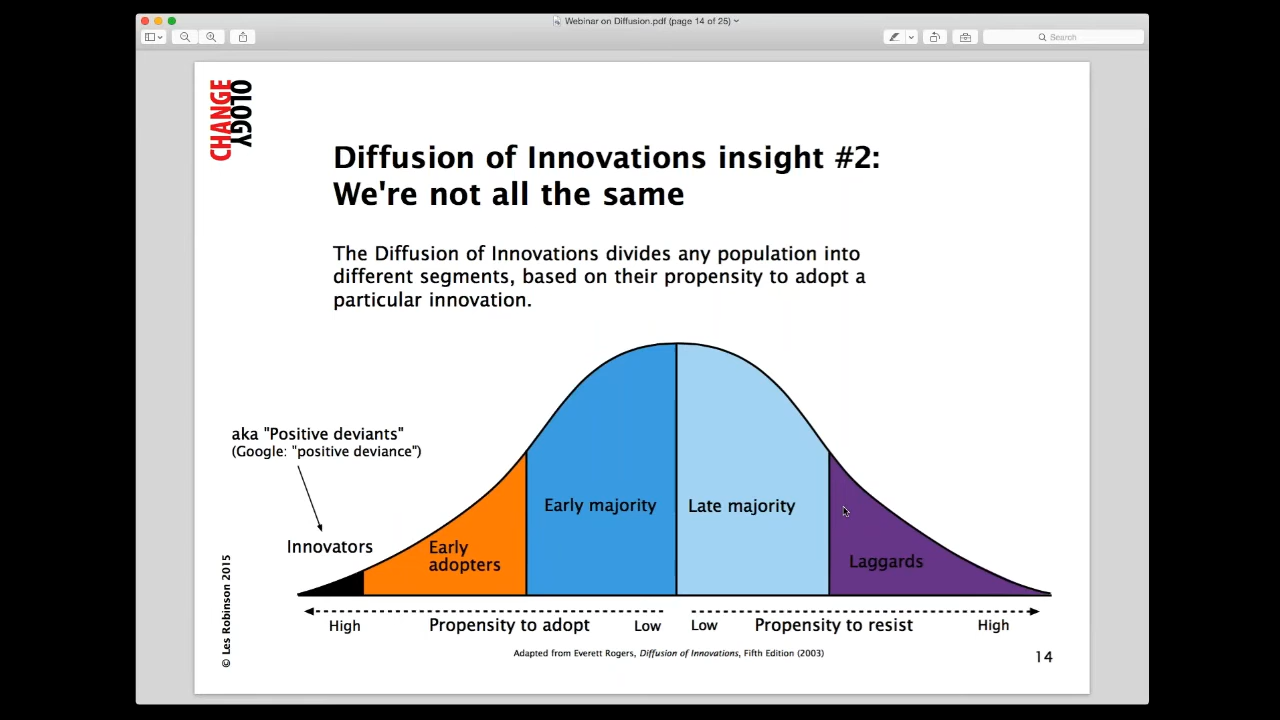 Webinar on Diffusion.pdf (page 14 of 25)
Search
CHANGE
OLOGY
Diffusion of Innovations insight #2:
We're not all the same
The Diffusion of Innovations divides any population into
different segments, based on their propensity to adopt a
particular innovation.
aka "Positive deviants"
(Google: "positive deviance")
Innovators
Early
adopters
Early majority
Late majority
Laggards
High
Propensity to adopt
Low
Low
Propensity to resist
High
Adapted from Everett Rogers, Diffusion of Innovations, Fifth Edition (2003)
14
© Les Robinson 2015